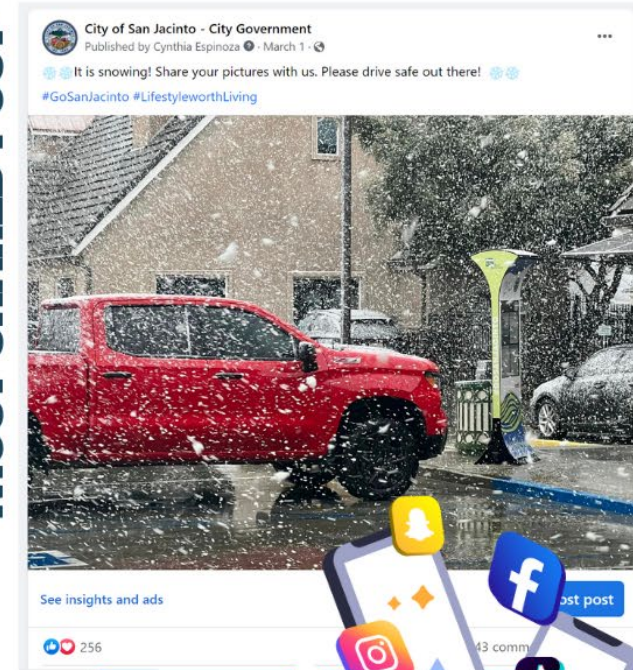 City of San Jacinto - City Government
Published by Cynthia Espinoza · March 1 ·
It is snowing! Share your pictures with us. Please drive safe out there!
#GoSanJacinto #LifestyleworthLiving
See insights and ads
ost post
256
43 comm